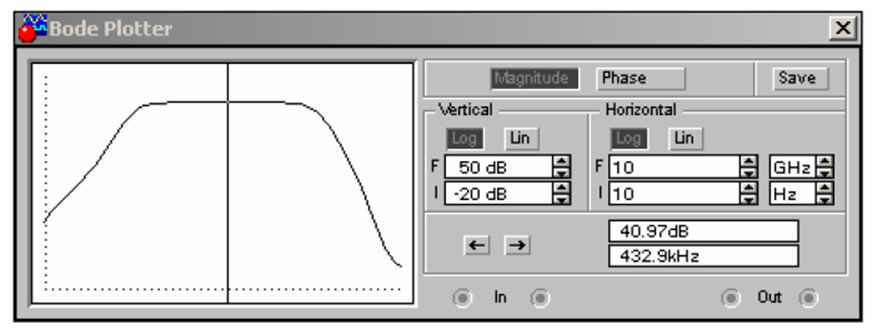 Bode Plotter
Magnitude Phase Save
Vertical Horizontal
Log Lin Log Lin
F 50 dB F 10 GHz
I -20 dB I 10 Hz
← → 40.97dB
432.9kHz
In Out